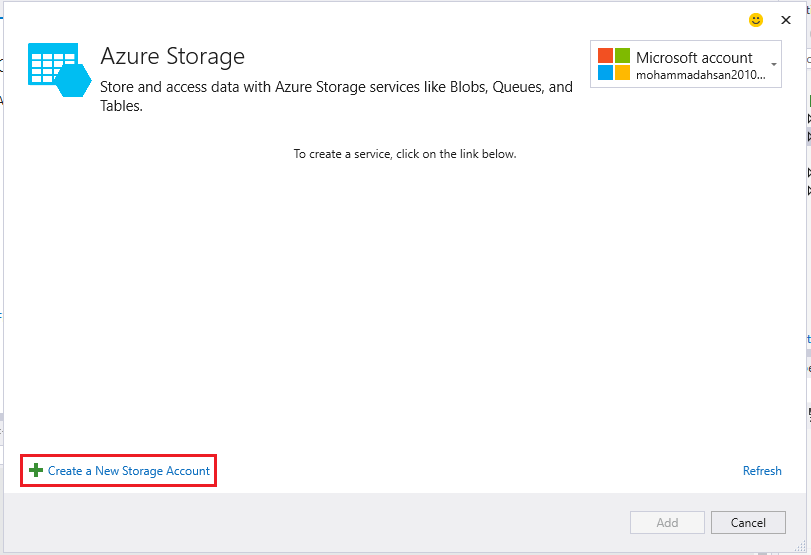 Azure Storage
Store and access data with Azure Storage services like Blobs, Queues, and
Tables.
Microsoft account
mohammadahsan2010...
To create a service, click on the link below.
Create a New Storage Account
Refresh
Add
Cancel